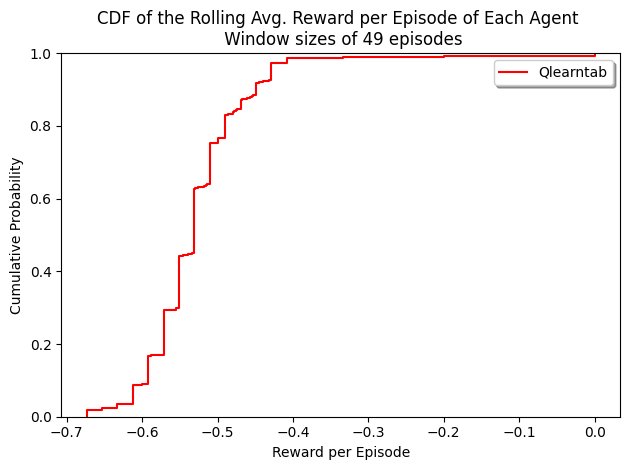 CDF of the Rolling Avg. Reward per Episode of Each Agent
Window sizes of 49 episodes
Qlearntab
Cumulative Probability
1.0
0.8
0.6
0.4
0.2
0.0
−0.7 −0.6 −0.5 −0.4 −0.3 −0.2 −0.1 0.0
Reward per Episode